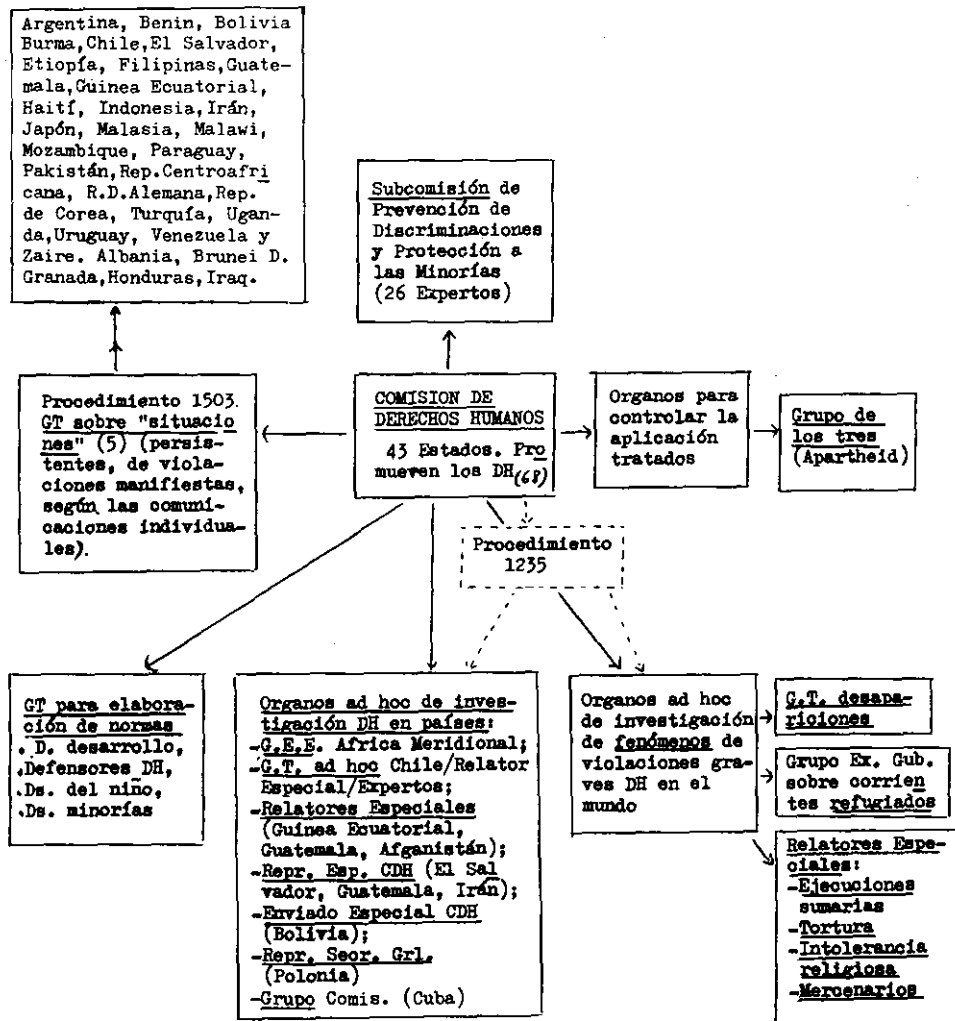 Argentina, Benin, Bolivia
Burma,Chile,El Salvador,
Etiopía, Filipinas,Guate-
mala,Guinea Ecuatorial,
Haití, Indonesia,Irán,
Japón, Malasia, Malawi,
Mozambique, Paraguay,
Pakistán,Rep.Centroafri
cana, R.D.Alemana,Rep.
de Corea, Turquía, Ugan-
da,Uruguay, Venezuela y
Zaire. Albania, Brunei D.
Granada,Honduras,Iraq.
Subcomisión de
Prevención de
Discriminaciones
y Protección a
las Minorías
(26 Expertos)
Procedimiento 1503.
GT sobre "situacio
nes" (5) (persis-
tentes, de viola-
ciones manifiestas,
según las comuni-
caciones individua-
les).
COMISION DE
DERECHOS HUMANOS
43 Estados. Pro
mueven los DH(68)
Organos para
controlar la
aplicación
tratados
Grupo de
los tres
(Apartheid)
Procedimiento
1235
GT para elabora-
ción de normas
. D. desarrollo,
.Defensores DH,
.Ds. del niño,
.Ds. minorías
Organos ad hoc de inves-
tigación DH en países:
-G.E.E. Africa Meridional;
-G.T. ad hoc Chile/Relator
Especial/Expertos;
-Relatores Especiales
(Guinea Ecuatorial,
Guatemala, Afganistán);
-Repr. Esp. CDH (El Sal
vador, Guatemala, Irán);
-Enviado Especial CDH
(Bolivia);
-Repr. Secr. Grl.
(Polonia)
-Grupo Comis. (Cuba)
Organos ad hoc
de investigación
de fenómenos de
violaciones gra-
ves DH en el
mundo
G.T. desapa-
riciones
Grupo Ex. Gub.
sobre corrien
tes refugiados
Relatores Espe-
ciales:
-Ejecuciones
sumarias
-Tortura
-Intolerancia
religiosa
-Mercenarios